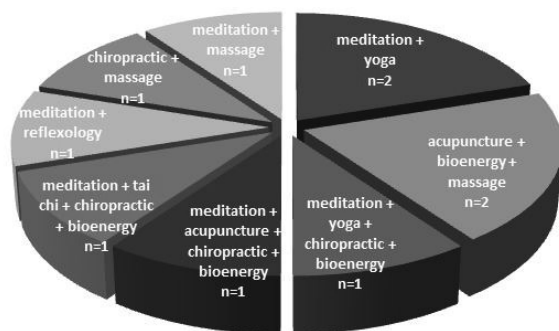 meditation +
yoga
n=2
acupuncture +
bioenergy +
massage
n=2
meditation +
yoga +
chiropractic +
bioenergy
n=1
meditation +
acupuncture +
chiropractic +
bioenergy
n=1
meditation + tai
chi + chiropractic
+ bioenergy
n=1
meditation +
reflexology
n=1
chiropractic +
massage
n=1
meditation +
massage
n=1